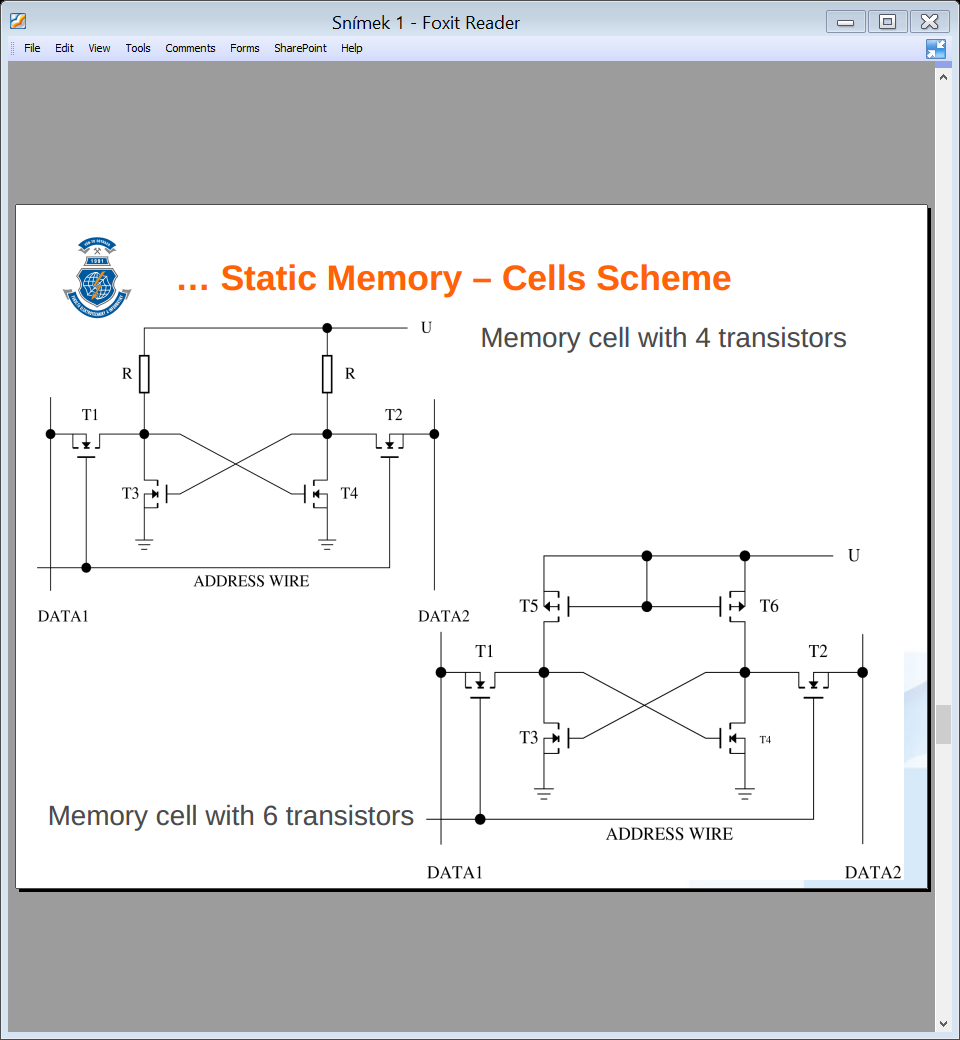 Snímek 1 - Foxit Reader
File Edit View Tools Comments Forms SharePoint Help
1991
... Static Memory – Cells Scheme
Memory cell with 4 transistors
U
R R
T1 T2
T3 T4
ADDRESS WIRE
DATA1 DATA2
U
T5 T6
T1 T2
T3 T4
Memory cell with 6 transistors
ADDRESS WIRE
DATA1 DATA2